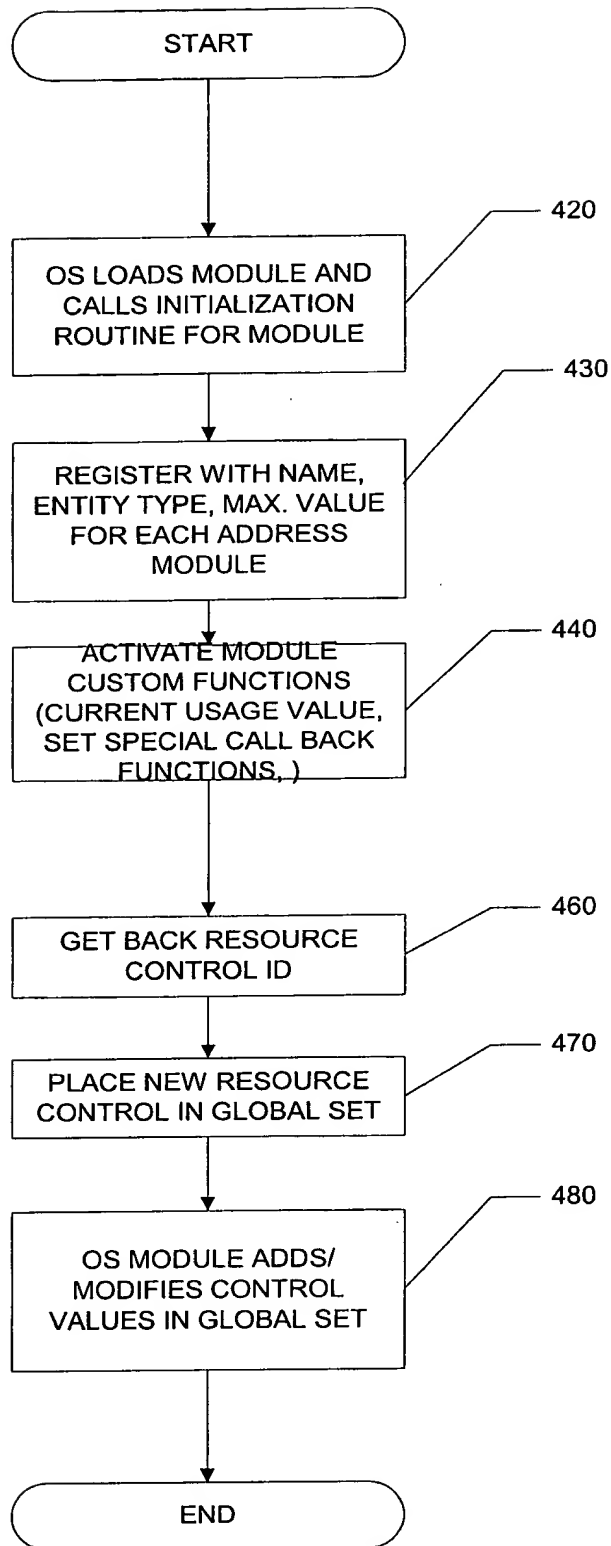 START
420
OS LOADS MODULE AND
CALLS INITIALIZATION
ROUTINE FOR MODULE
430
REGISTER WITH NAME,
ENTITY TYPE, MAX. VALUE
FOR EACH ADDRESS
MODULE
440
ACTIVATE MODULE
CUSTOM FUNCTIONS
(CURRENT USAGE VALUE,
SET SPECIAL CALL BACK
FUNCTIONS, )
460
GET BACK RESOURCE
CONTROL ID
470
PLACE NEW RESOURCE
CONTROL IN GLOBAL SET
480
OS MODULE ADDS/
MODIFIES CONTROL
VALUES IN GLOBAL SET
END